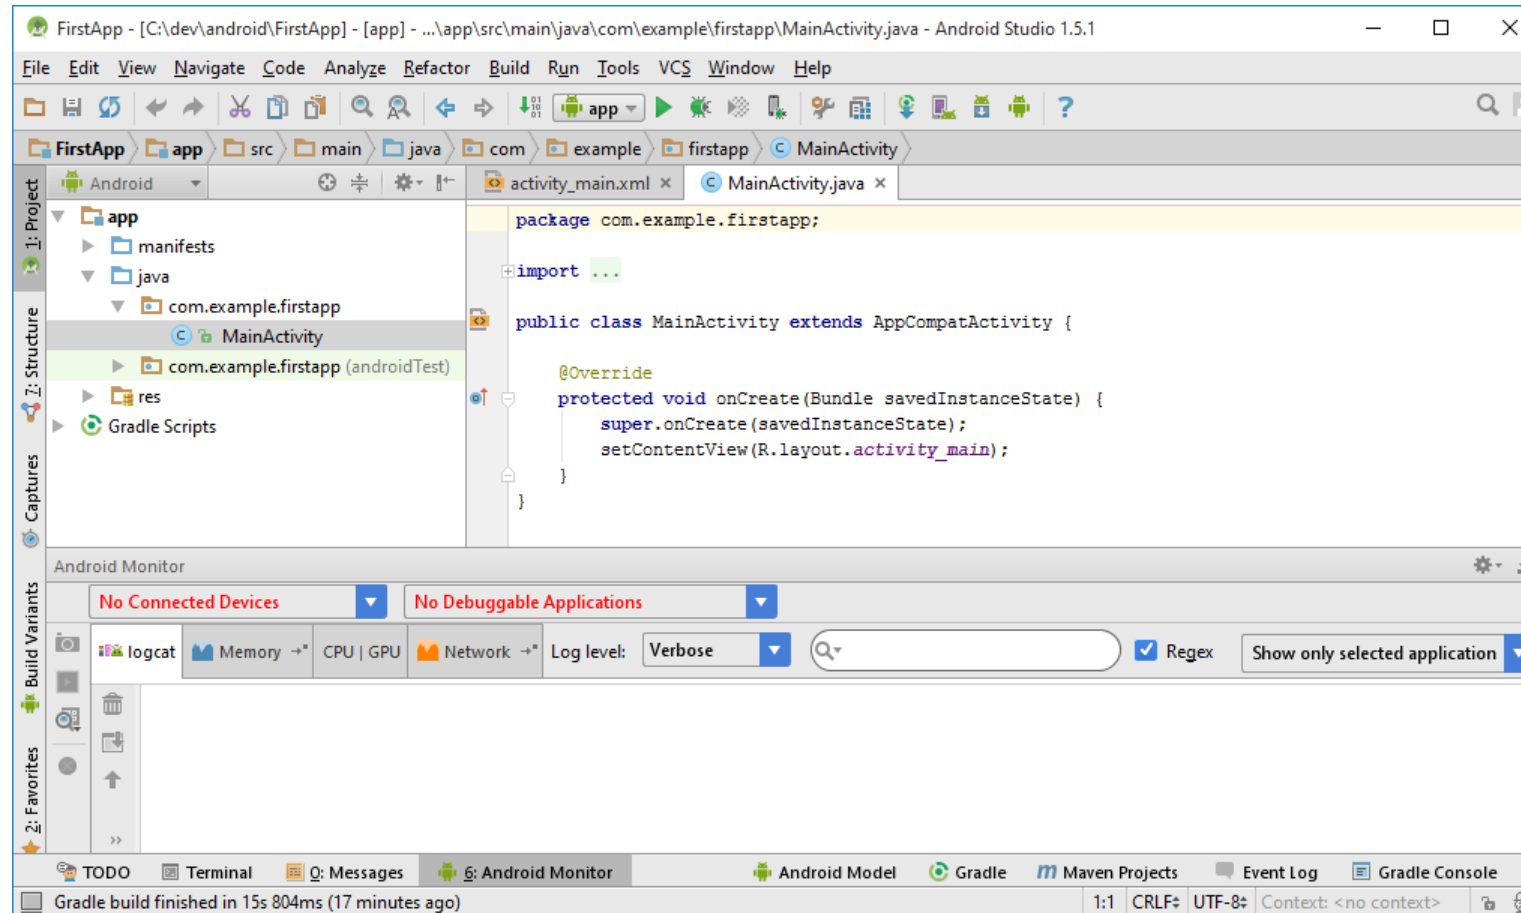 FirstApp - [C:\dev\android\FirstApp] - [app] - ...\app\src\main\java\com\example\firstapp\MainActivity.java - Android Studio 1.5.1
File Edit View Navigate Code Analyze Refactor Build Run Tools VCS Window Help
app
FirstApp app src main java com example firstapp MainActivity
1: Project
7: Structure
Captures
Build Variants
2: Favorites
Android
app
manifests
java
com.example.firstapp
MainActivity
com.example.firstapp (androidTest)
res
Gradle Scripts
activity_main.xml MainActivity.java
package com.example.firstapp;
import ...
public class MainActivity extends AppCompatActivity {
@Override
protected void onCreate(Bundle savedInstanceState) {
super.onCreate(savedInstanceState);
setContentView(R.layout.activity_main);
}
}
Android Monitor
No Connected Devices No Debuggable Applications
logcat Memory CPU | GPU Network Log level: Verbose Regex Show only selected application
TODO Terminal 0: Messages 6: Android Monitor Android Model Gradle Maven Projects Event Log Gradle Console
Gradle build finished in 15s 804ms (17 minutes ago) 1:1 CRLF UTF-8 Context: <no context>